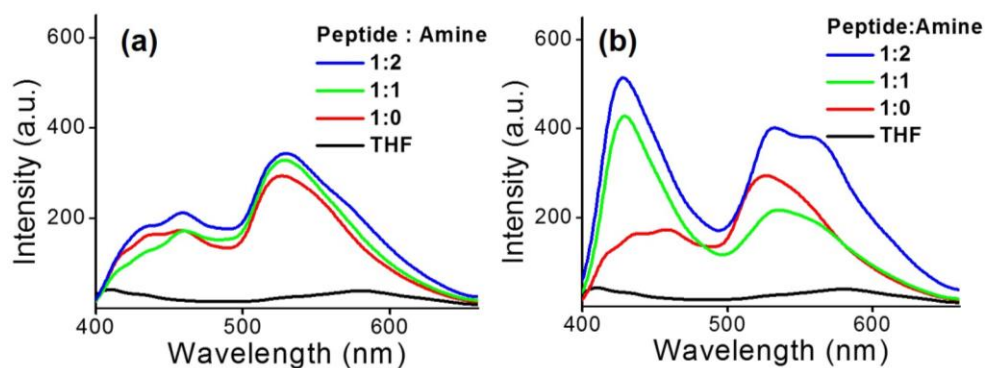 (a)
Peptide : Amine
1:2
1:1
1:0
THF
600
400
200
400 500 600
Wavelength (nm)
Intensity (a.u.)
(b)
Peptide:Amine
1:2
1:1
1:0
THF
600
400
200
400 500 600
Wavelength (nm)
Intensity (a.u.)